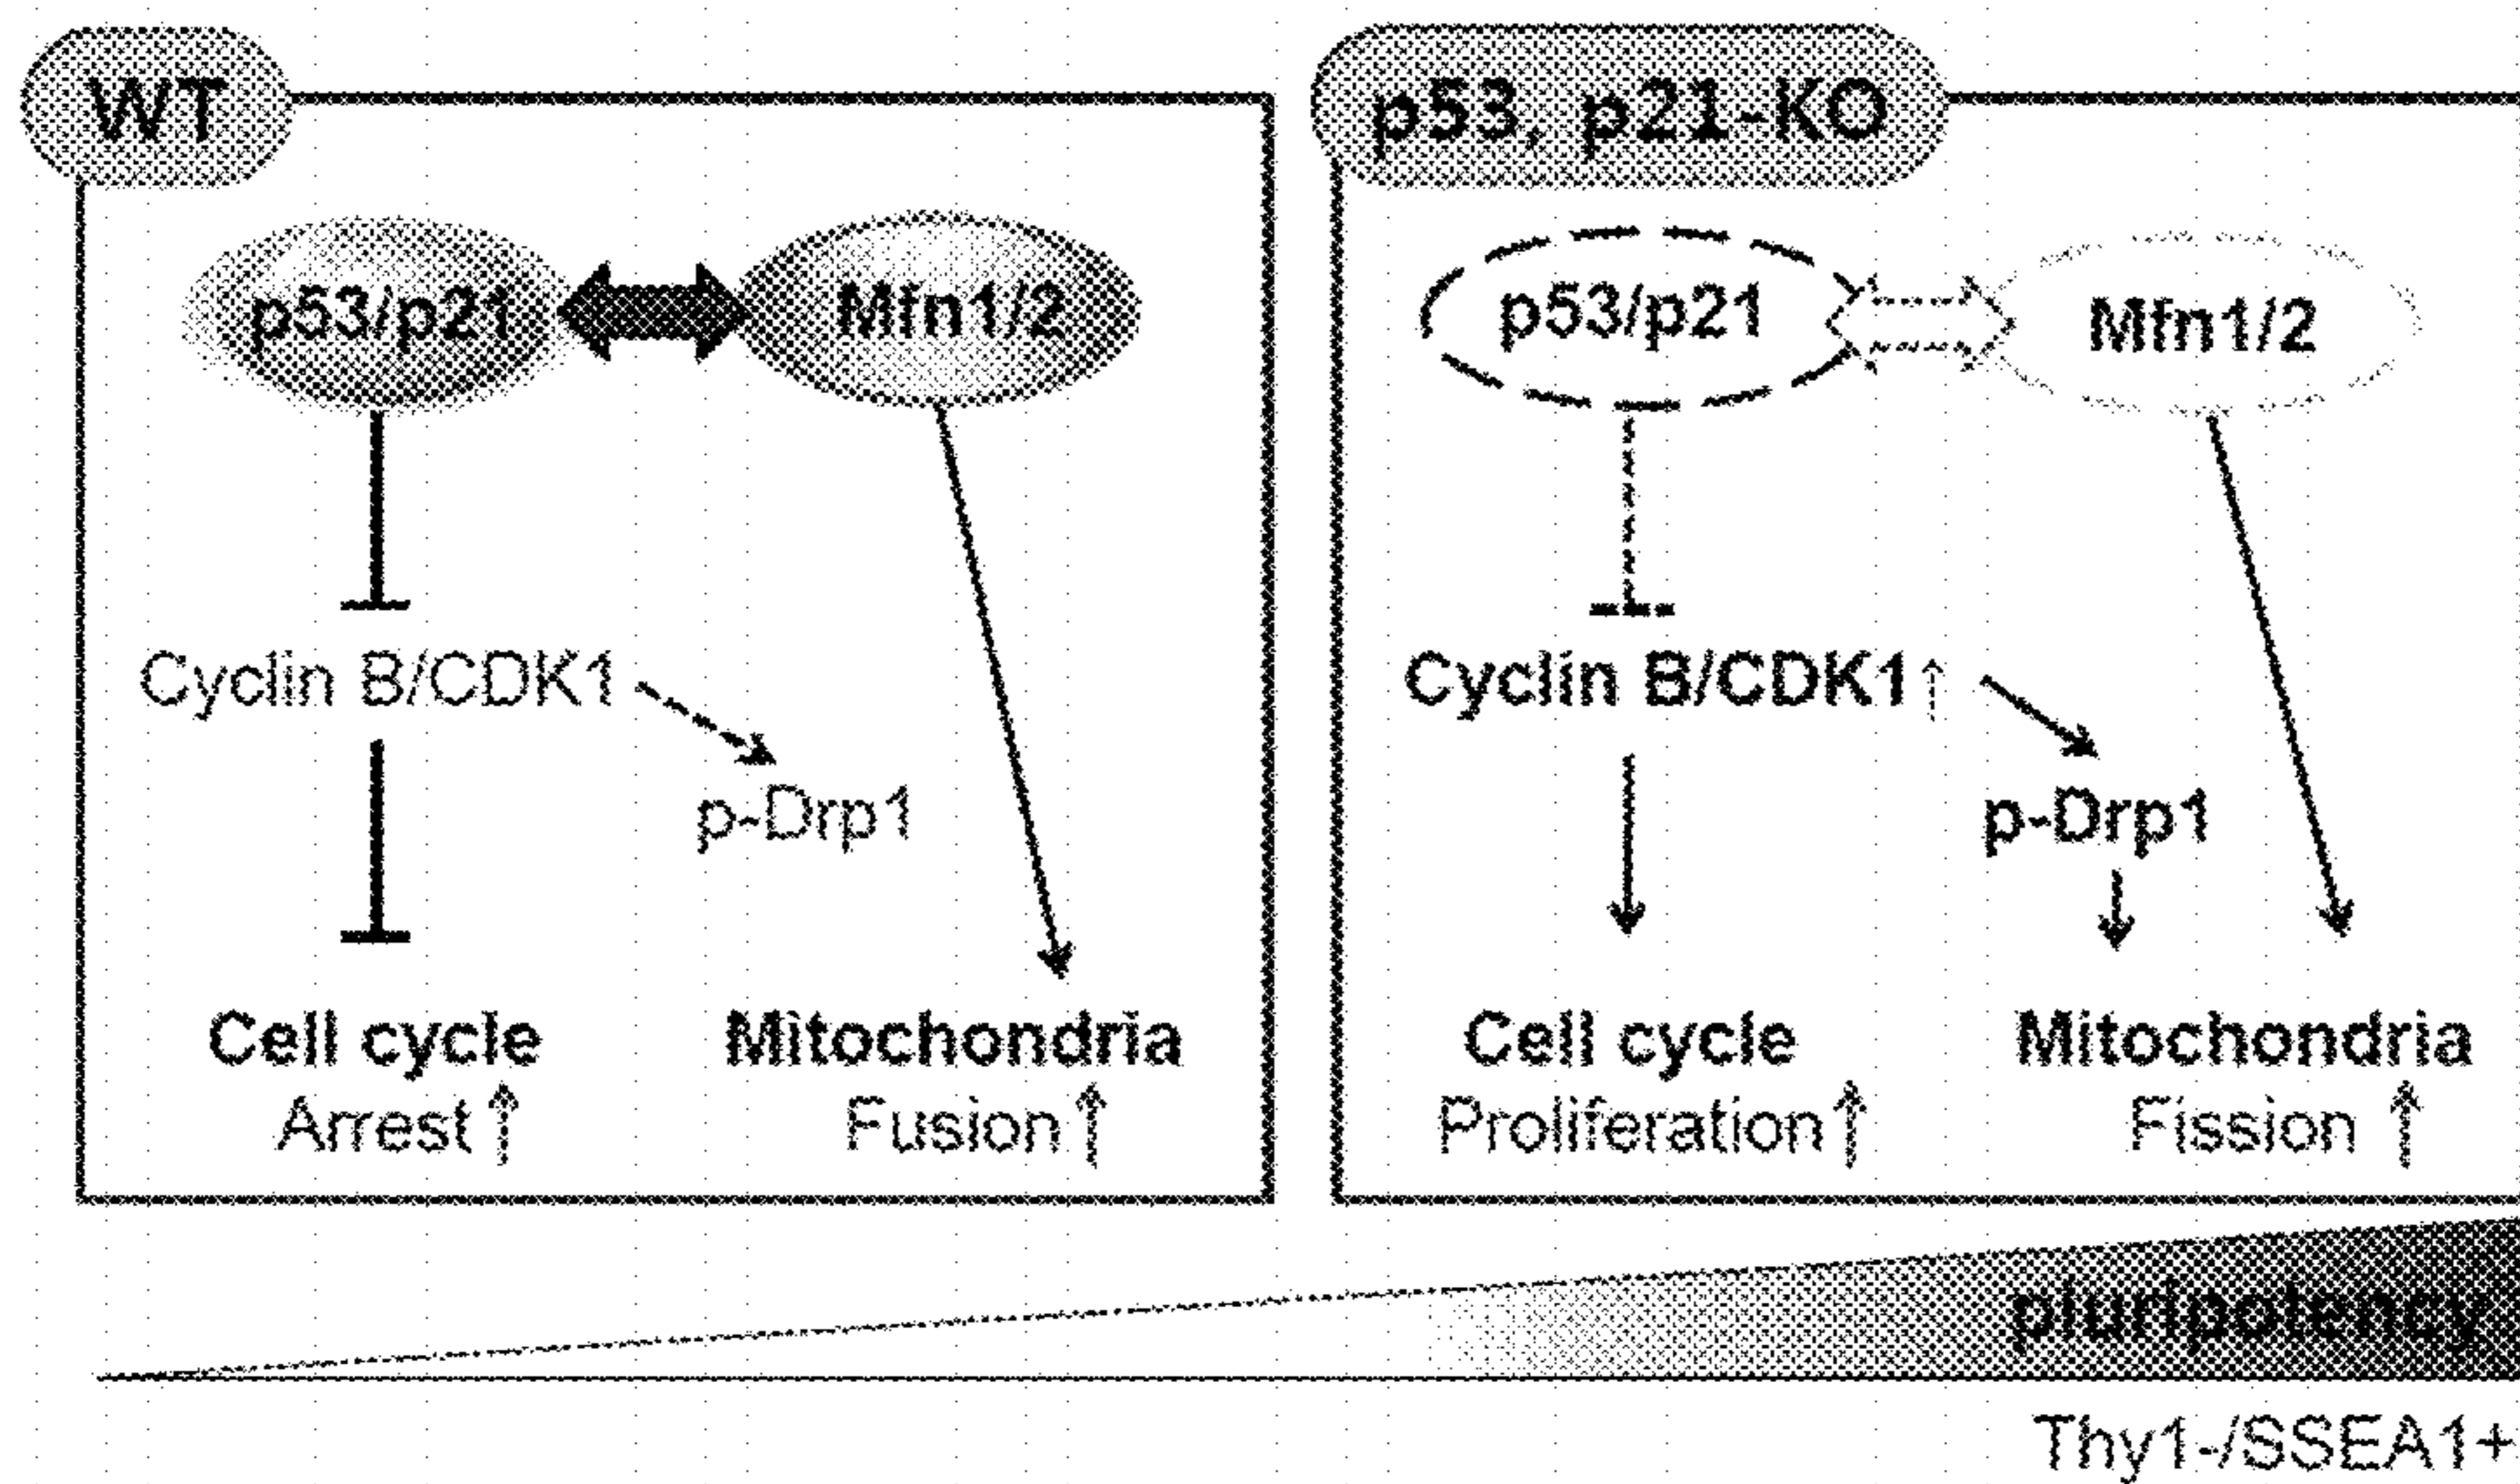 WT
p53/p21
Mfn1/2
Cyclin B/CDK1
p-Drp1
Cell cycle
Arrest↑
Mitochondria
Fusion↑
p53, p21-KO
p53/p21
Mfn1/2
Cyclin B/CDK1↑
p-Drp1
Cell cycle
Proliferation↑
Mitochondria
Fission ↑
pluripotency
Thy1-/SSEA1+